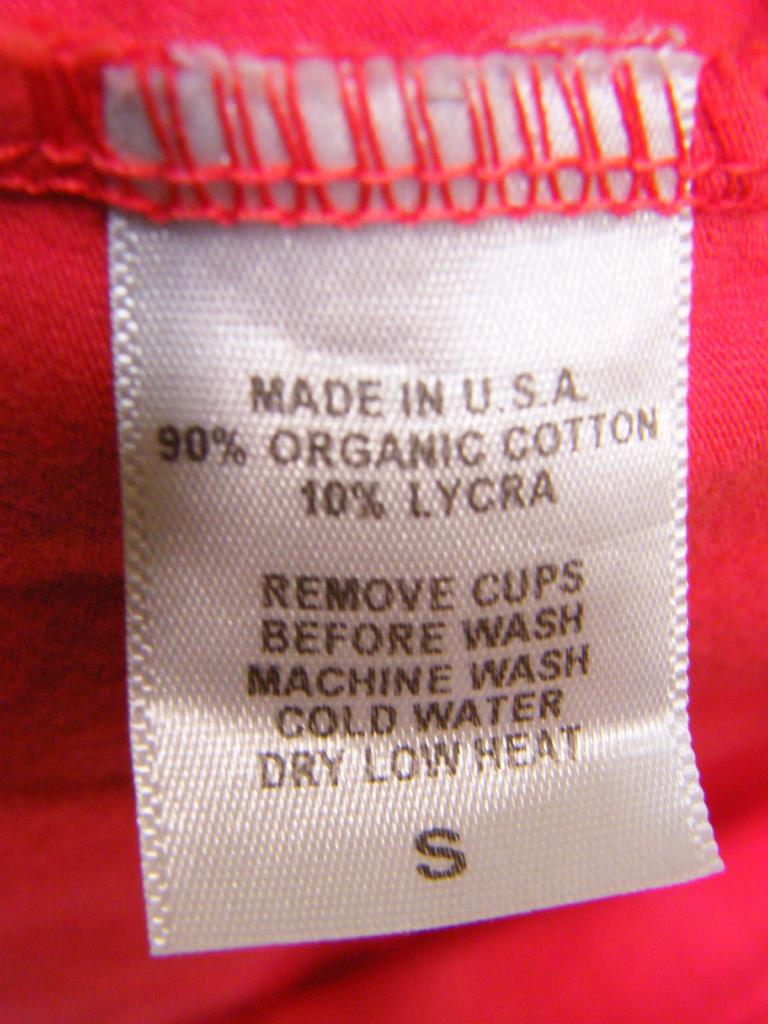 MADE IN U.S.A.
90% ORGANIC COTTON
10% LYCRA
REMOVE CUPS
BEFORE WASH
MACHINE WASH
COLD WATER
DRY LOW HEAT
S